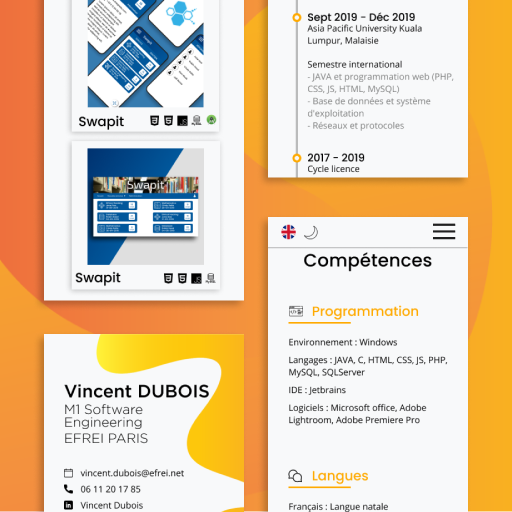 Swapit
Swapit
Swapit
Vincent DUBOIS
M1 Software
Engineering
EFREI PARIS
vincent.dubois@efrei.net
06 11 20 17 85
Vincent Dubois
Sept 2019 - Déc 2019
Asia Pacific University Kuala
Lumpur, Malaisie
Semestre international
- JAVA et programmation web (PHP,
CSS, JS, HTML, MySQL)
- Base de données et système
d'exploitation
- Réseaux et protocoles
2017 - 2019
Cycle licence
Compétences
Programmation
Environnement : Windows
Langages : JAVA, C, HTML, CSS, JS, PHP,
MySQL, SQLServer
IDE : Jetbrains
Logiciels : Microsoft office, Adobe
Lightroom, Adobe Premiere Pro
Langues
Français : Langue natale